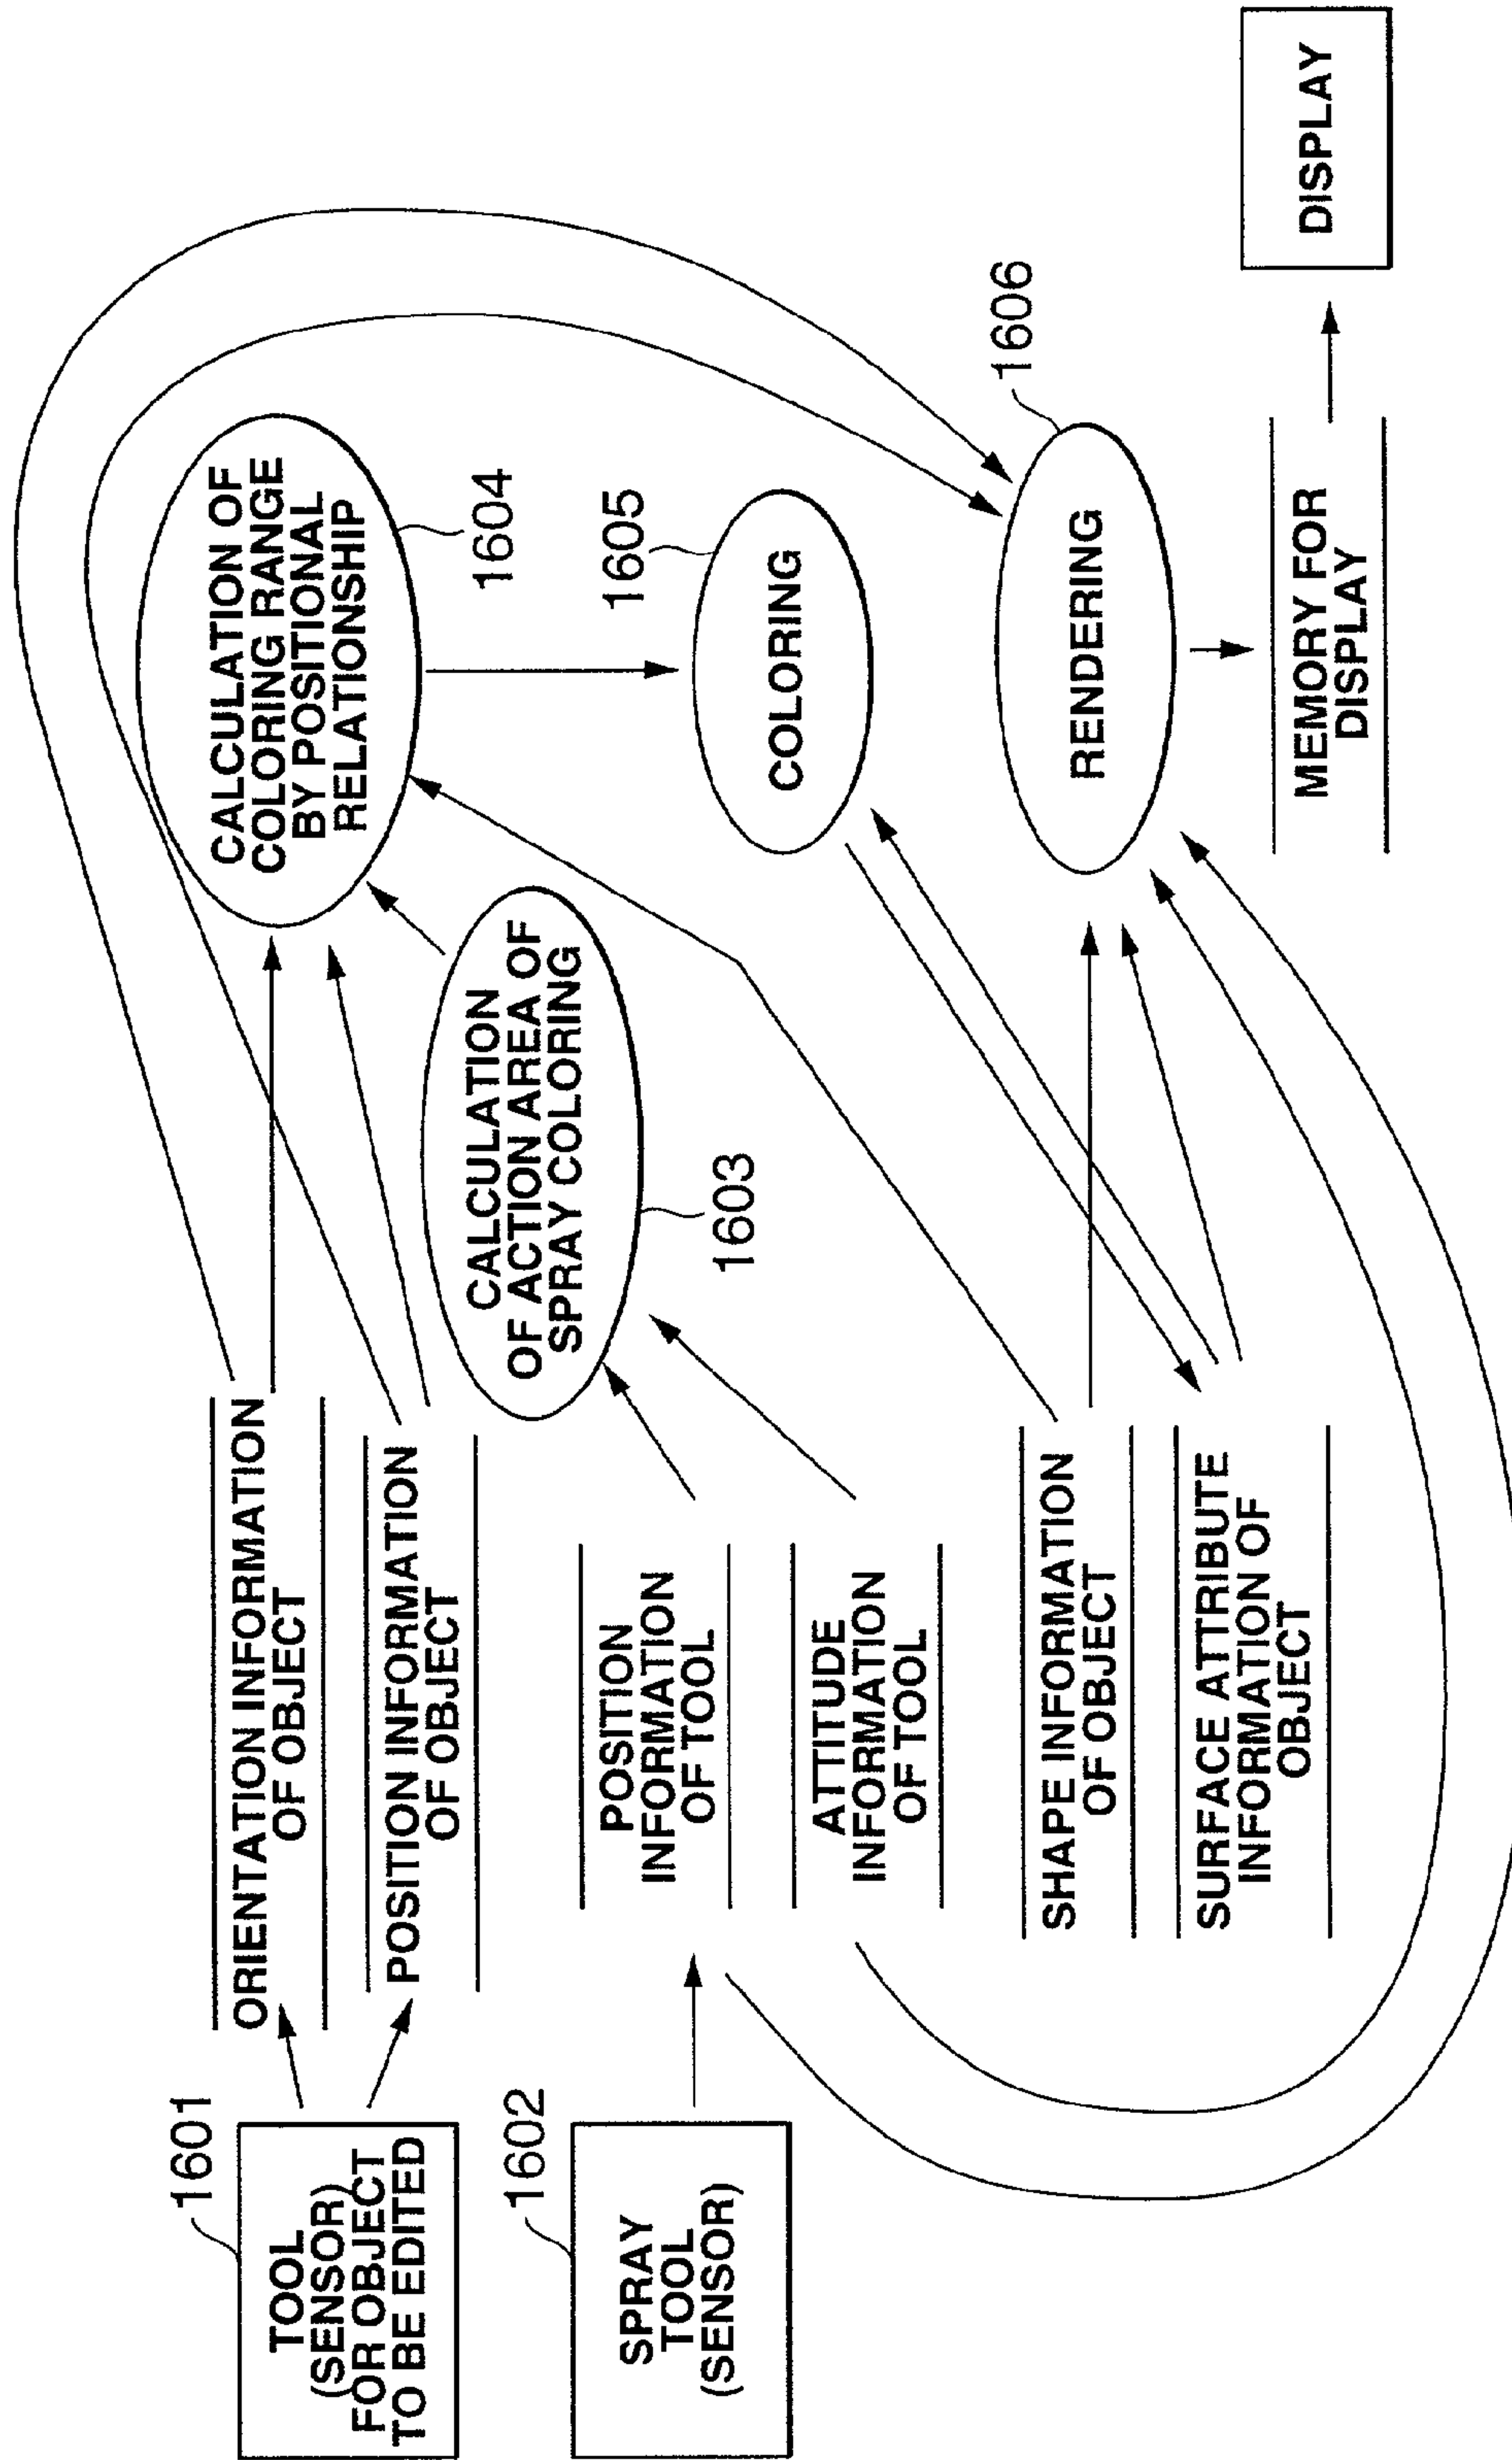 1601
TOOL
(SENSOR)
FOR OBJECT
TO BE EDITED
1602
SPRAY
TOOL
(SENSOR)
ORIENTATION INFORMATION
OF OBJECT
POSITION INFORMATION
OF OBJECT
POSITION
INFORMATION
OF TOOL
ATTITUDE
INFORMATION
OF TOOL
SHAPE INFORMATION
OF OBJECT
SURFACE ATTRIBUTE
INFORMATION OF
OBJECT
CALCULATION
OF ACTION AREA OF
SPRAY COLORING
1603
CALCULATION OF
COLORING RANGE
BY POSITIONAL
RELATIONSHIP
1604
1605
COLORING
1606
RENDERING
MEMORY FOR
DISPLAY
DISPLAY